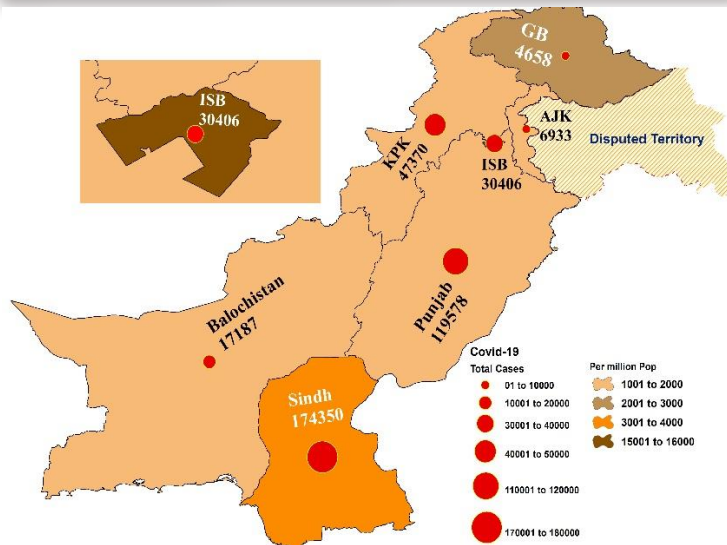 GB
4658
ISB
30406
AJK
6933
Disputed Territory
KPK
47370
ISB
30406
Punjab
119578
Balochistan
17187
Sindh
174350
Covid-19
Total Cases
01 to 10000
10001 to 20000
30001 to 40000
40001 to 50000
110001 to 120000
170001 to 180000
Per million Pop
1001 to 2000
2001 to 3000
3001 to 4000
15001 to 16000